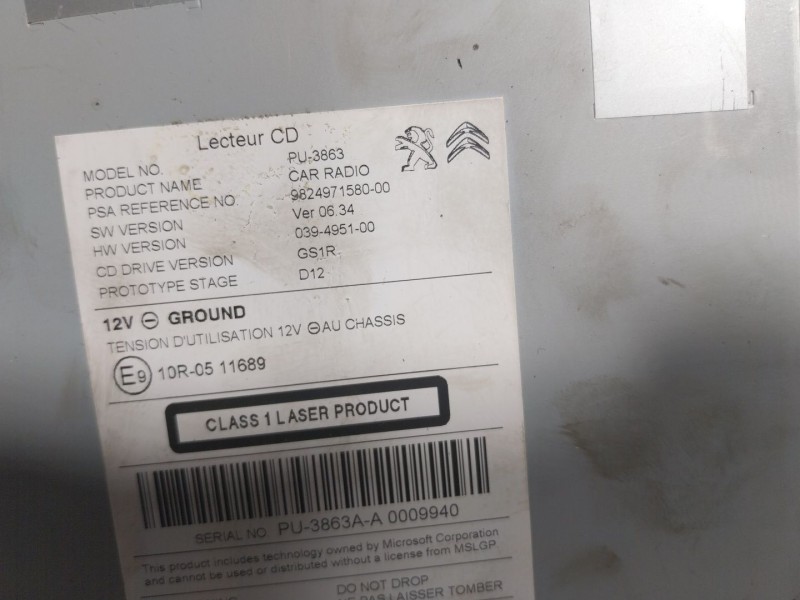 Lecteur CD
MODEL NO. PU-3863
PRODUCT NAME CAR RADIO
PSA REFERENCE NO 9824971580-00
SW VERSION Ver 06.34
HW VERSION 039-4951-00
CD DRIVE VERSION GS1R
PROTOTYPE STAGE D12
12V ⊖ GROUND
TENSION D'UTILISATION 12V ⊖ AU CHASSIS
E9 10R-05 11689
CLASS 1 LASER PRODUCT
SERIAL NO. PU-3863A-A 0009940
This product includes technology owned by Microsoft Corporation
and cannot be used or distributed without a license from MSLGP.
DO NOT DROP
PAS LAISSER TOMBER